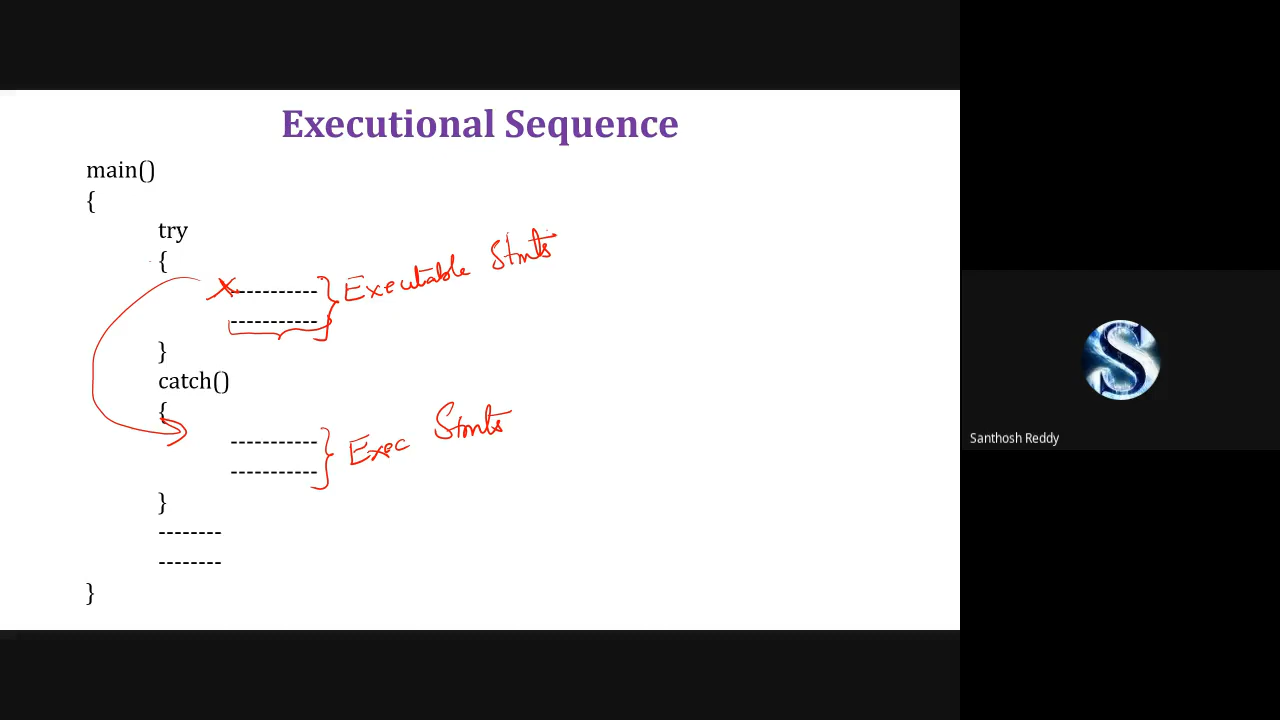 Executional Sequence
main()
{
try
{
X----------- } Executable Stmts
-----------
}
catch()
{
----------- } Exec Stmts
-----------
}
--------
--------
}
S
Santhosh Reddy